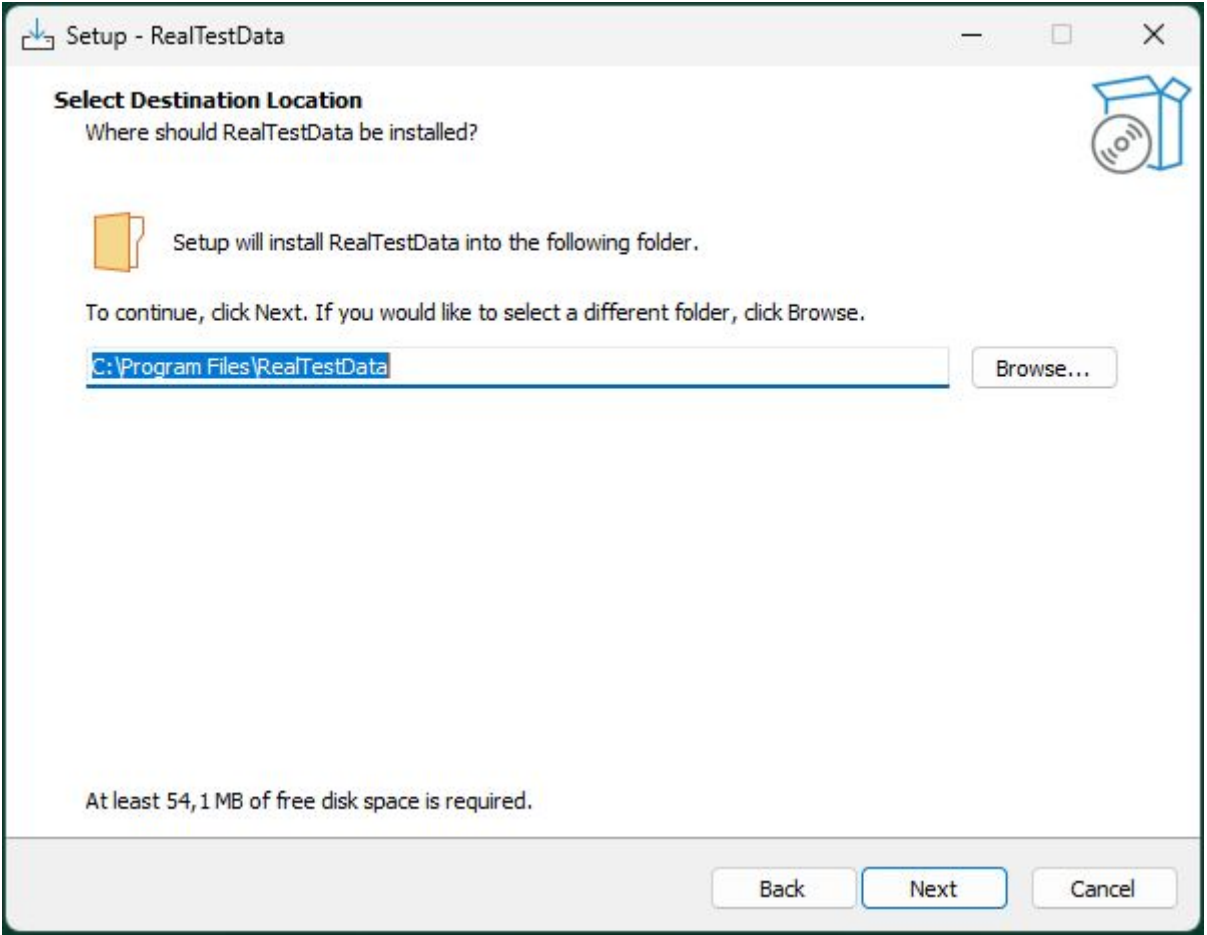 Setup - RealTestData
Select Destination Location
Where should RealTestData be installed?
Setup will install RealTestData into the following folder.
To continue, click Next. If you would like to select a different folder, click Browse.
C:\Program Files\RealTestData
Browse...
At least 54,1 MB of free disk space is required.
Back
Next
Cancel